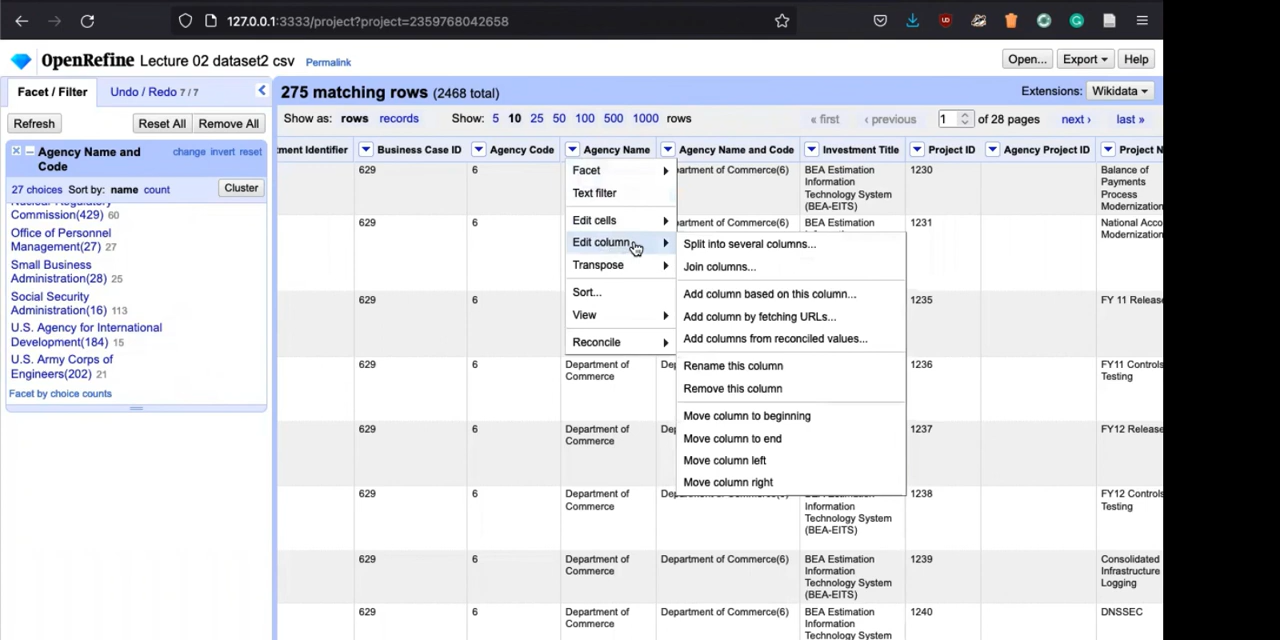 127.0.0.1:3333/project?project=2359768042658
OpenRefine Lecture 02 dataset2 csv Permalink
Open... Export Help
Facet / Filter Undo / Redo 7 / 7
275 matching rows (2468 total)
Extensions: Wikidata
Refresh Reset All Remove All
Show as: rows records Show: 5 10 25 50 100 500 1000 rows
« first ‹ previous 1 of 28 pages next › last »
Agency Name and Code
change invert reset
27 choices Sort by: name count Cluster
Commission(429) 60
Office of Personnel
Management(27) 27
Small Business
Administration(28) 25
Social Security
Administration(16) 113
U.S. Agency for International
Development(184) 15
U.S. Army Corps of
Engineers(202) 21
Facet by choice counts
ment Identifier Business Case ID Agency Code Agency Name Agency Name and Code Investment Title Project ID Agency Project ID Project N
629 6 artment of Commerce(6) BEA Estimation
Information
Technology System
(BEA-EITS)
1230
Balance of
Payments
Process
Modernization
629 6 artment of Commerce(6) BEA Estimation
1231
National Acco
Modernization
629 6
1235
FY 11 Release
629 6 Department of
Commerce
Dep
1236
FY11 Controls
Testing
629 6 Department of
Commerce
1237
FY12 Release
629 6 Department of
Commerce
Information
Technology System
(BEA-EITS)
1238
FY12 Controls
Testing
629 6 Department of
Commerce
Department of Commerce(6)
BEA Estimation
Information
Technology System
(BEA-EITS)
1239
Consolidated
Infrastructure
Logging
629 6 Department of
Commerce
Department of Commerce(6)
BEA Estimation
Information
Technology System
1240
DNSSEC
Facet
Text filter
Edit cells
Edit column
Transpose
Sort...
View
Reconcile
Split into several columns...
Join columns...
Add column based on this column...
Add column by fetching URLs...
Add columns from reconciled values...
Rename this column
Remove this column
Move column to beginning
Move column to end
Move column left
Move column right